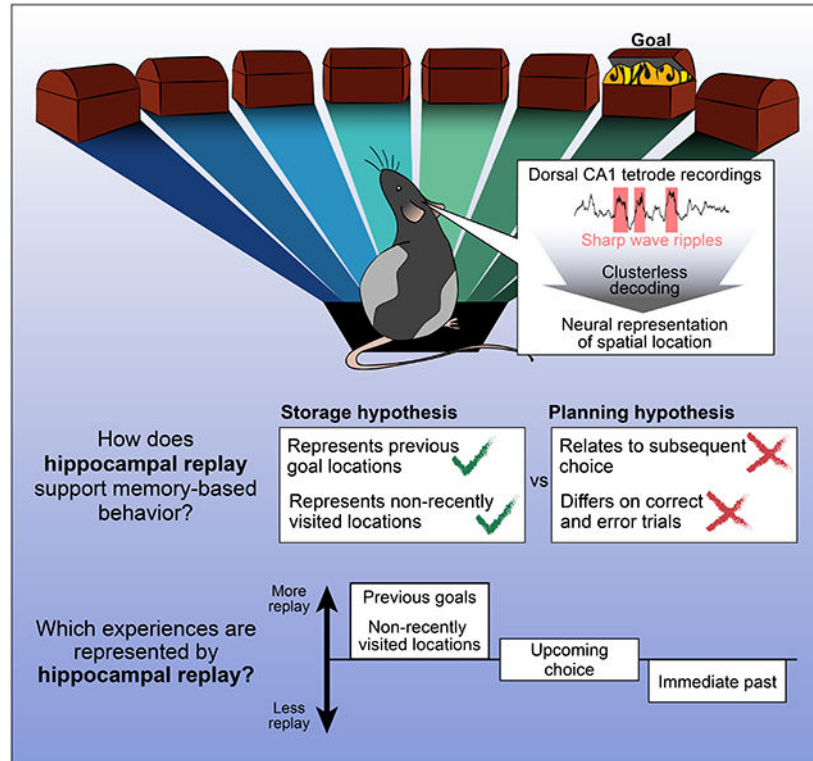 Goal
Dorsal CA1 tetrode recordings
Sharp wave ripples
Clusterless
decoding
Neural representation
of spatial location
How does
hippocampal replay
support memory-based
behavior?
Storage hypothesis
Represents previous
goal locations
Represents non-recently
visited locations
vs
Planning hypothesis
Relates to subsequent
choice
Differs on correct
and error trials
Which experiences are
represented by
hippocampal replay?
More
replay
Less
replay
Previous goals
Non-recently
visited locations
Upcoming
choice
Immediate past